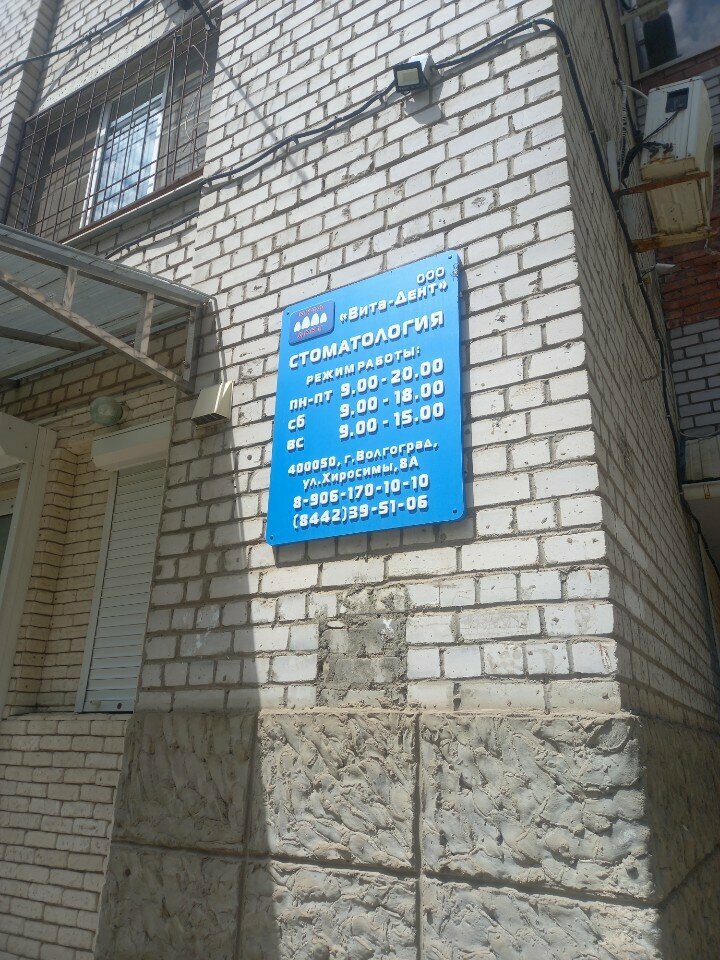 ООО
«Вита-Дент»
СТОМАТОЛОГИЯ
РЕЖИМ РАБОТЫ:
ПН-ПТ 9.00-20.00
СБ 9.00-18.00
ВС 9.00-15.00
400050, г.Волгоград,
ул.Хиросимы,8А
8-906-170-10-10
(8442)39-51-06